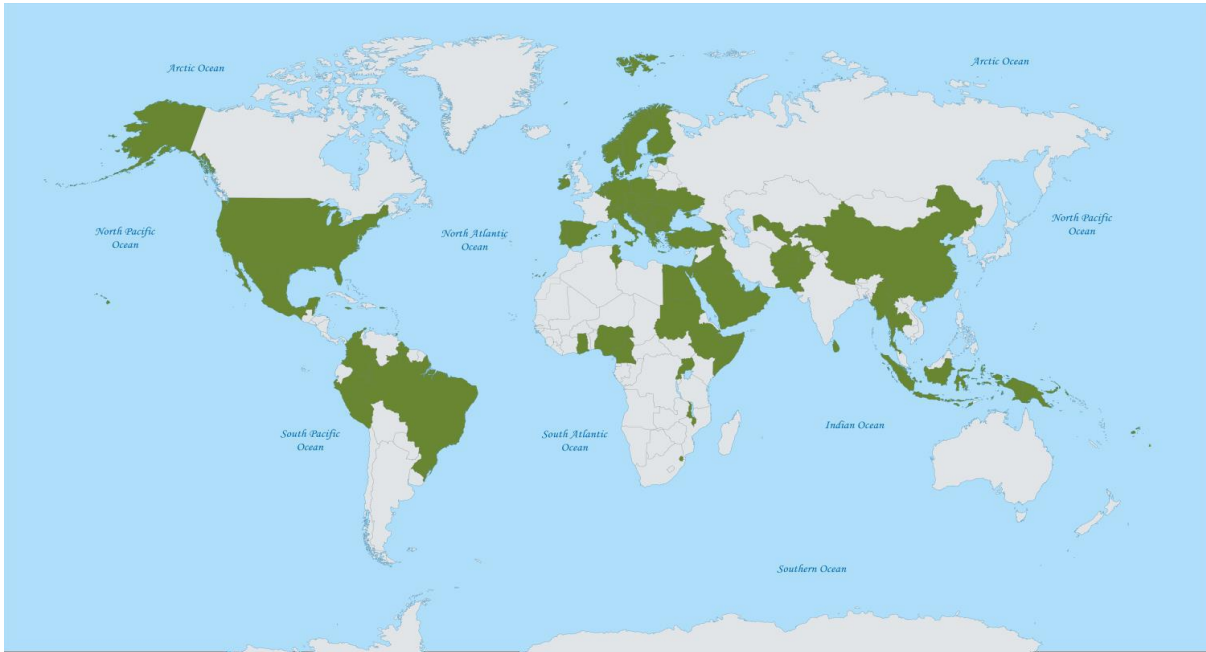 Arctic Ocean
Arctic Ocean
North Pacific
Ocean
North Atlantic
Ocean
North Pacific
Ocean
South Pacific
Ocean
South Atlantic
Ocean
Indian Ocean
Southern Ocean